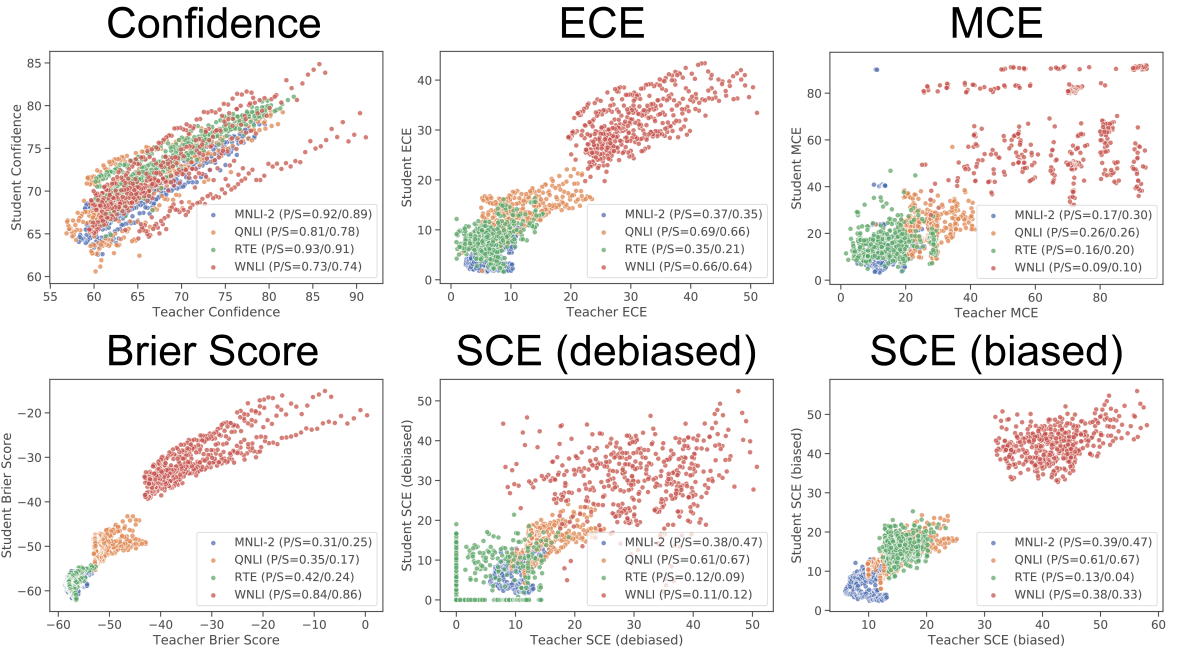 Confidence
ECE
MCE
85
80
75
70
65
60
Student Confidence
MNLI-2 (P/S=0.92/0.89)
QNLI (P/S=0.81/0.78)
RTE (P/S=0.93/0.91)
WNLI (P/S=0.73/0.74)
55 60 65 70 75 80 85 90
Teacher Confidence
40
30
20
10
0
Student ECE
MNLI-2 (P/S=0.37/0.35)
QNLI (P/S=0.69/0.66)
RTE (P/S=0.35/0.21)
WNLI (P/S=0.66/0.64)
0 10 20 30 40 50
Teacher ECE
80
60
40
20
0
Student MCE
MNLI-2 (P/S=0.17/0.30)
QNLI (P/S=0.26/0.26)
RTE (P/S=0.16/0.20)
WNLI (P/S=0.09/0.10)
0 20 40 60 80
Teacher MCE
Brier Score
SCE (debiased)
SCE (biased)
−20
−30
−40
−50
−60
Student Brier Score
MNLI-2 (P/S=0.31/0.25)
QNLI (P/S=0.35/0.17)
RTE (P/S=0.42/0.24)
WNLI (P/S=0.84/0.86)
−60 −50 −40 −30 −20 −10 0
Teacher Brier Score
50
40
30
20
10
0
Student SCE (debiased)
MNLI-2 (P/S=0.38/0.47)
QNLI (P/S=0.61/0.67)
RTE (P/S=0.12/0.09)
WNLI (P/S=0.11/0.12)
0 10 20 30 40 50
Teacher SCE (debiased)
50
40
30
20
10
0
Student SCE (biased)
MNLI-2 (P/S=0.39/0.47)
QNLI (P/S=0.61/0.67)
RTE (P/S=0.13/0.04)
WNLI (P/S=0.38/0.33)
10 20 30 40 50 60
Teacher SCE (biased)